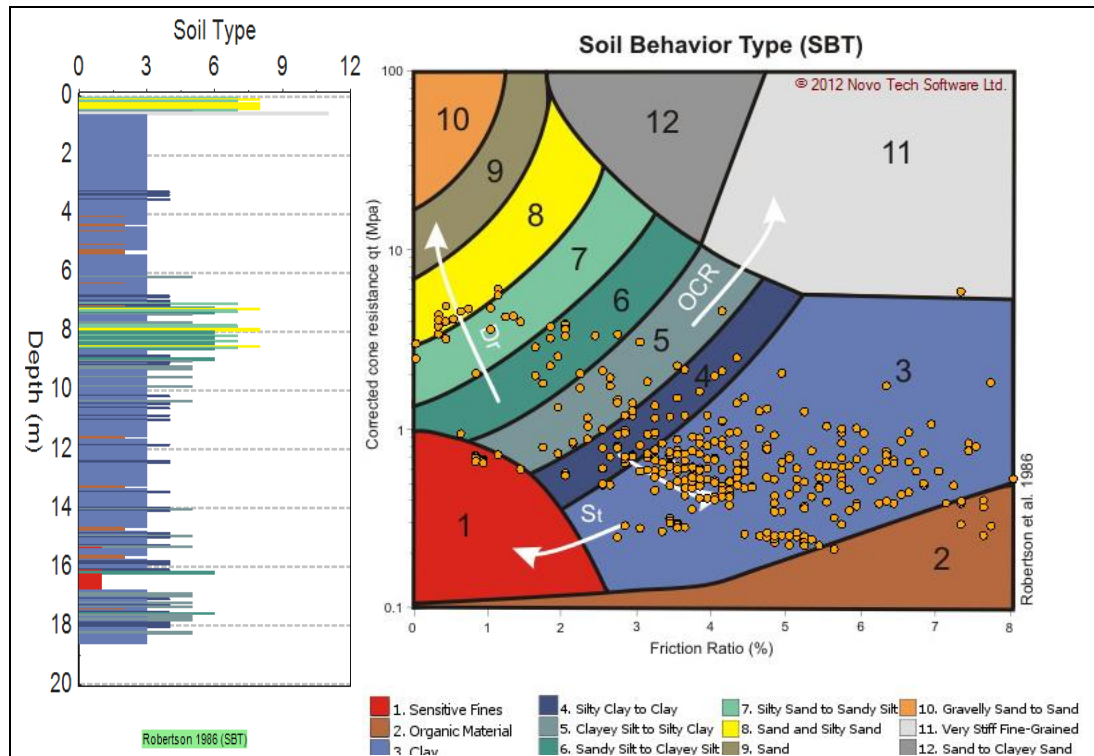 Soil Type
0 3 6 9 12
0
2
4
6
8
10
12
14
16
18
20
Depth (m)
Robertson 1986 (SBT)
Soil Behavior Type (SBT)
© 2012 Novo Tech Software Ltd.
100
10
1
0.1
Corrected cone resistance qt (Mpa)
10
9
8
7
6
5
4
3
12
11
1
2
Dr
OCR
St
0 1 2 3 4 5 6 7 8
Friction Ratio (%)
Robertson et al. 1986
1. Sensitive Fines
2. Organic Material
3. Clay
4. Silty Clay to Clay
5. Clayey Silt to Silty Clay
6. Sandy Silt to Clayey Silt
7. Silty Sand to Sandy Silt
8. Sand and Silty Sand
9. Sand
10. Gravelly Sand to Sand
11. Very Stiff Fine-Grained
12. Sand to Clayey Sand